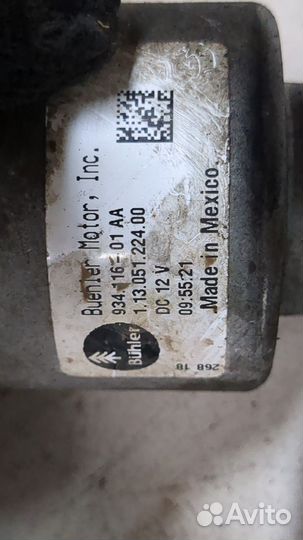 Buehler Motor, Inc.
934.116-01 AA
1.13.051.224.00
DC 12 V
09:55:21
Made in Mexico
Bühler
268 18
Avito